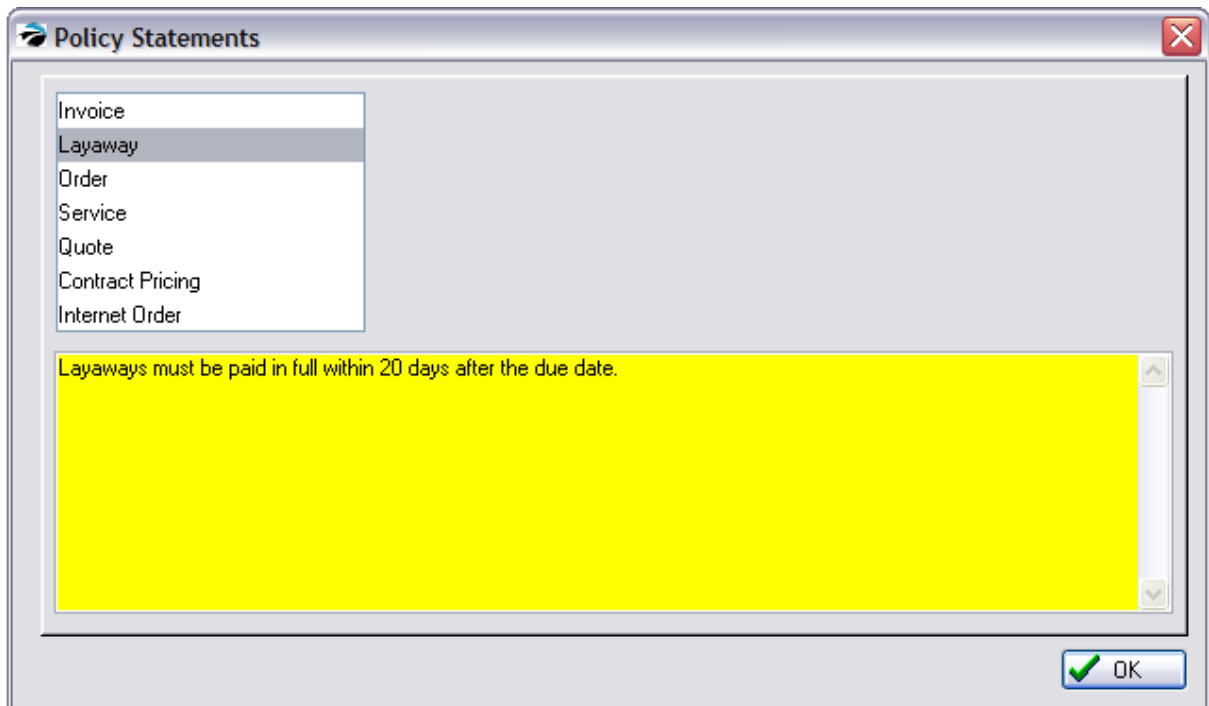 Policy Statements
Invoice
Layaway
Order
Service
Quote
Contract Pricing
Internet Order
Layaways must be paid in full within 20 days after the due date.
OK